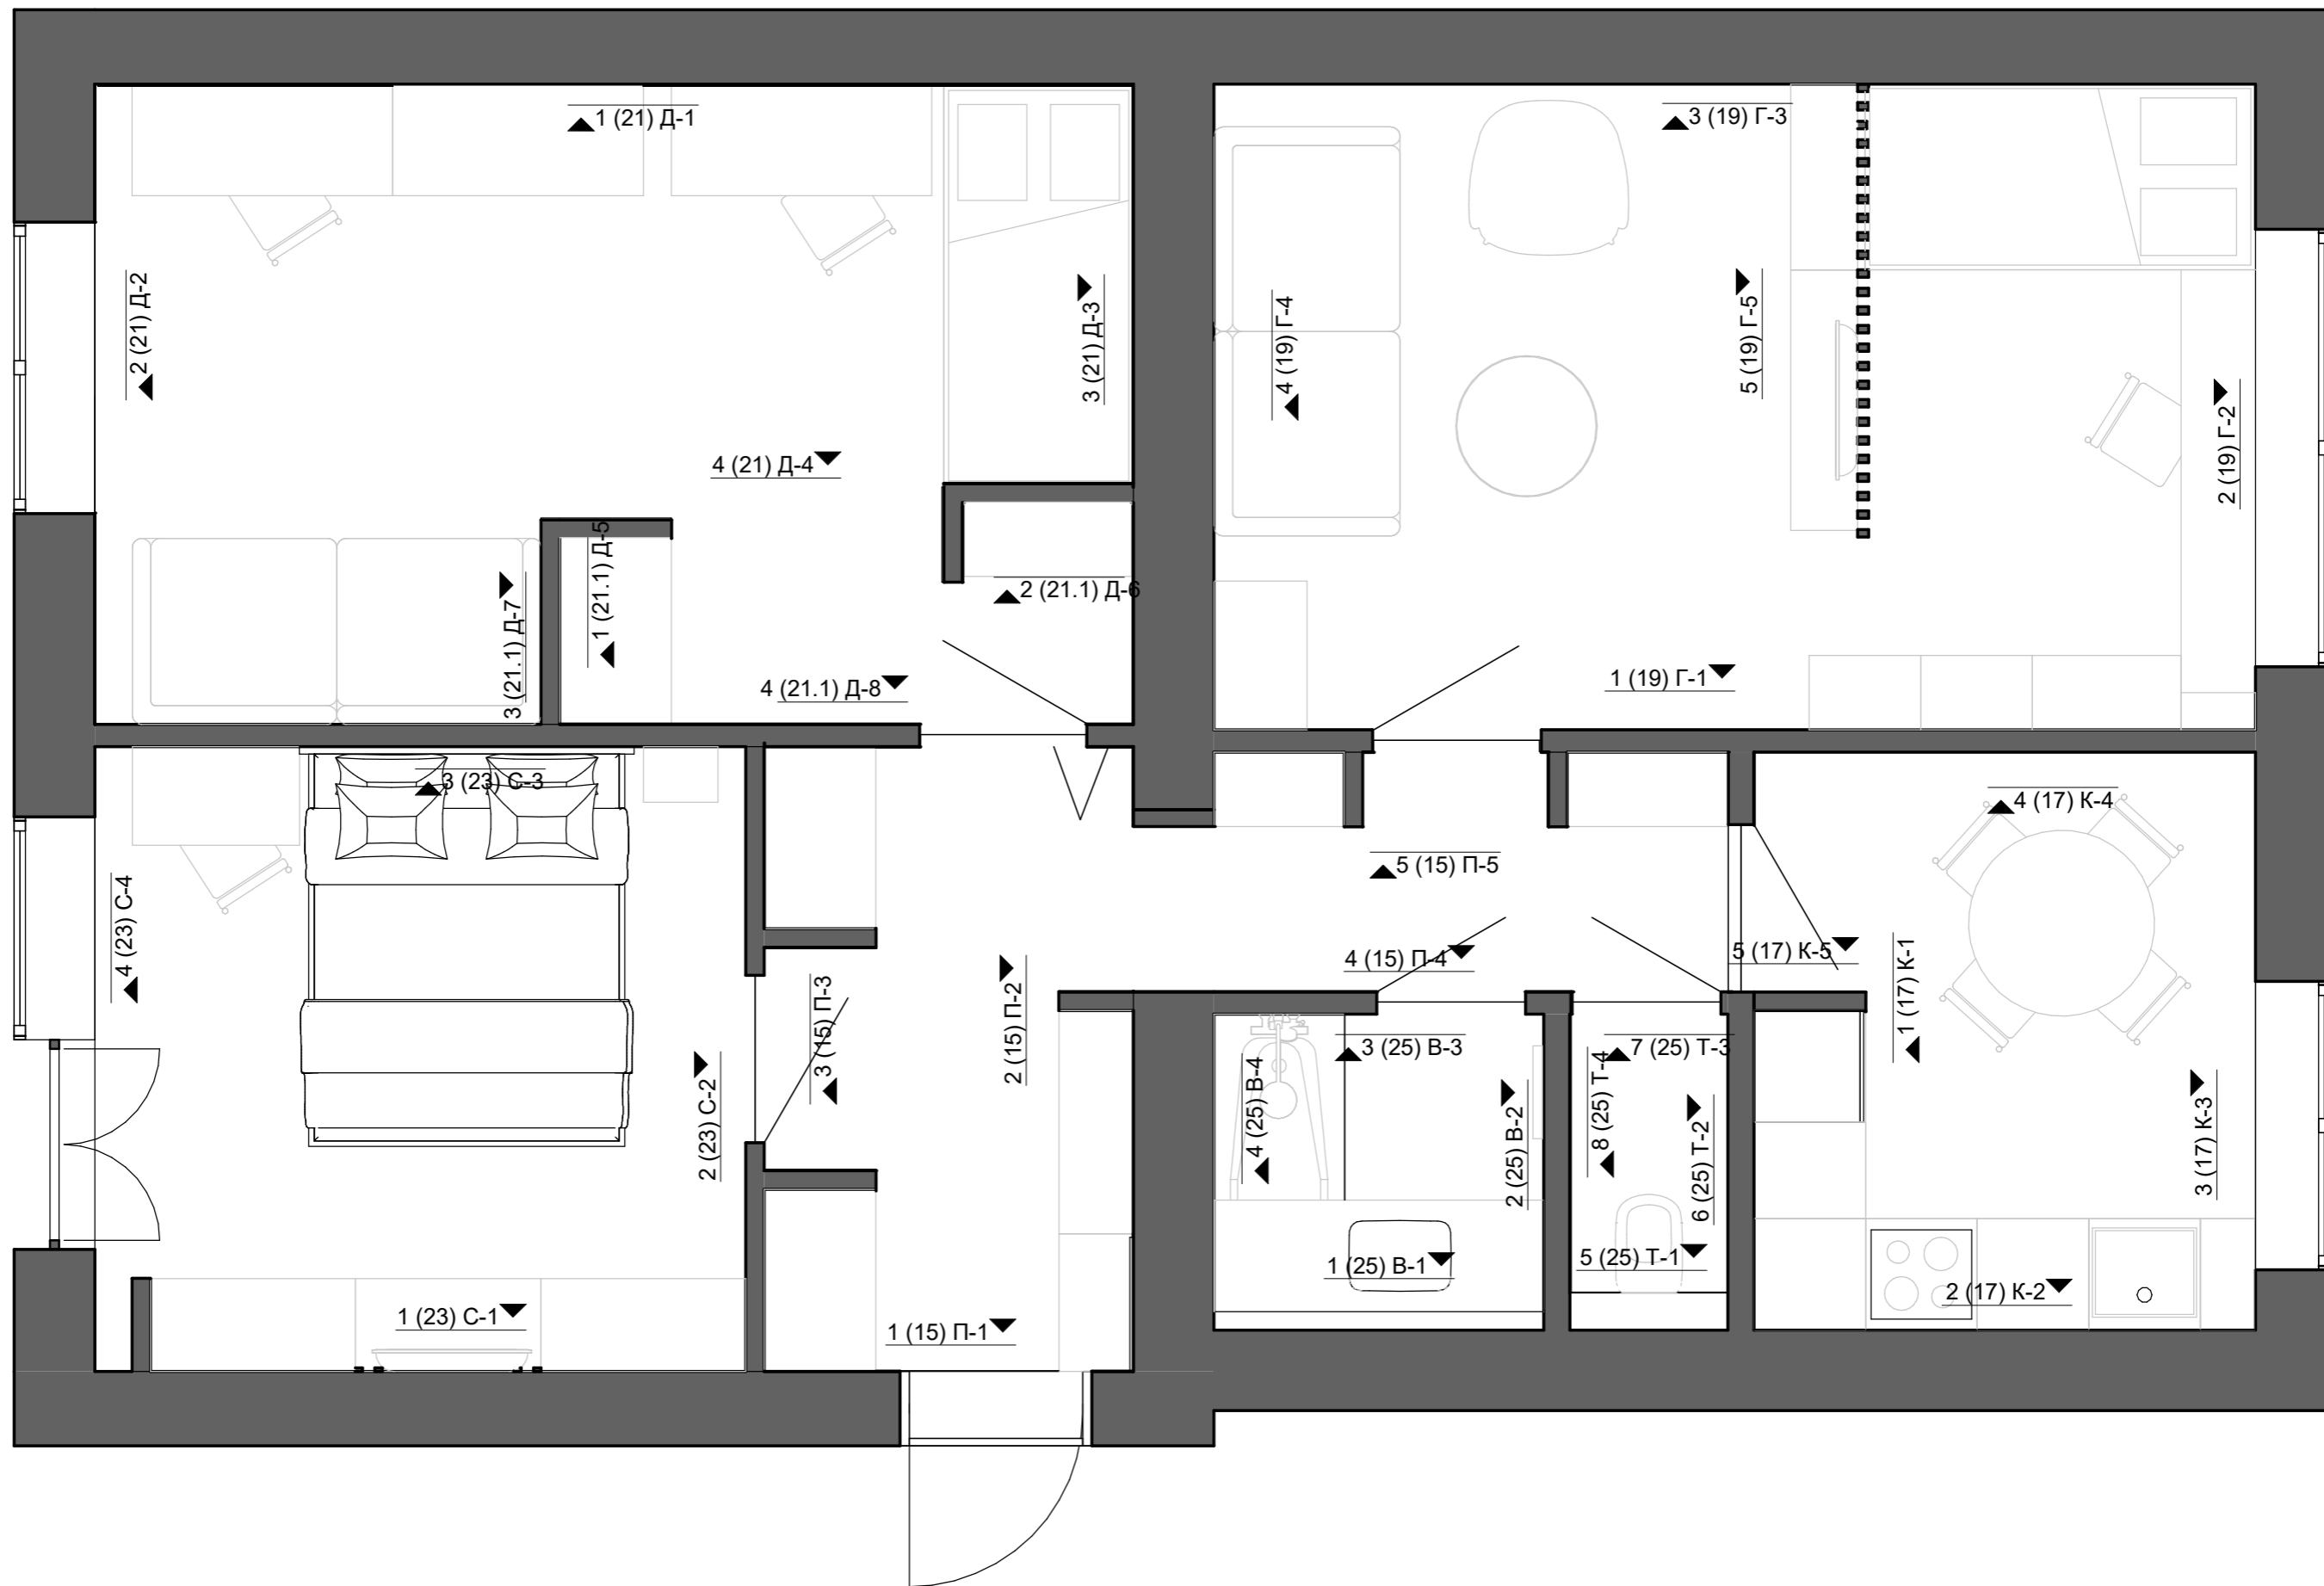 1 (21) Д-1
3 (19) Г-3
2 (21) Д-2
3 (21) Д-3
4 (19) Г-4
5 (19) Г-5
2 (19) Г-2
4 (21) Д-4
1 (21.1) Д-5
2 (21.1) Д-6
3 (21.1) Д-7
4 (21.1) Д-8
1 (19) Г-1
3 (23) С-3
4 (17) К-4
5 (15) П-5
4 (23) С-4
4 (15) П-4
5 (17) К-5
1 (17) К-1
3 (15) П-3
2 (15) П-2
2 (23) С-2
3 (25) В-3
7 (25) Т-3
4 (25) В-4
2 (25) В-2
8 (25) Т-4
6 (25) Т-2
3 (17) К-3
1 (25) В-1
5 (25) Т-1
2 (17) К-2
1 (23) С-1
1 (15) П-1